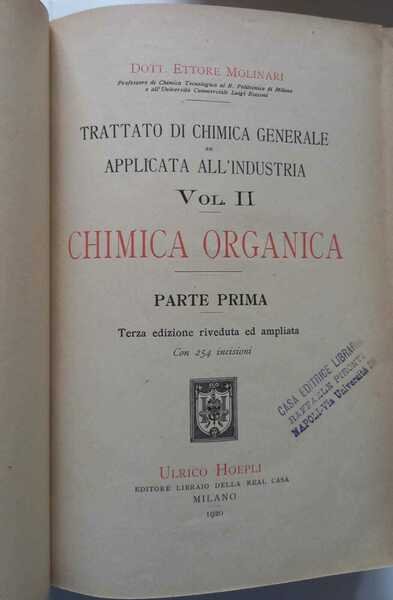 DOTT. ETTORE MOLINARI
Professore di Chimica Tecnologica al R. Politecnico di Milano
e all'Università Commerciale Luigi Bocconi
TRATTATO DI CHIMICA GENERALE
ED
APPLICATA ALL'INDUSTRIA
VOL. II
CHIMICA ORGANICA
PARTE PRIMA
Terza edizione riveduta ed ampliata
Con 254 incisioni
CASA EDITRICE LIBRARIA
RAFFAELE PIRONTI
NAPOLI-Via Università
ULRICO HOEPLI
EDITORE LIBRAIO DELLA REAL CASA
MILANO
1920